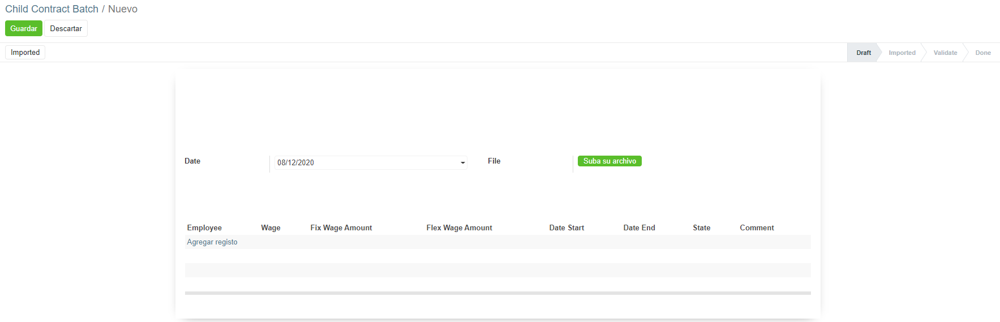 Child Contract Batch / Nuevo
Guardar Descartar
Imported Draft Imported Validate Done
Date 08/12/2020 File Suba su archivo
Employee Wage Fix Wage Amount Flex Wage Amount Date Start Date End State Comment
Agregar registo